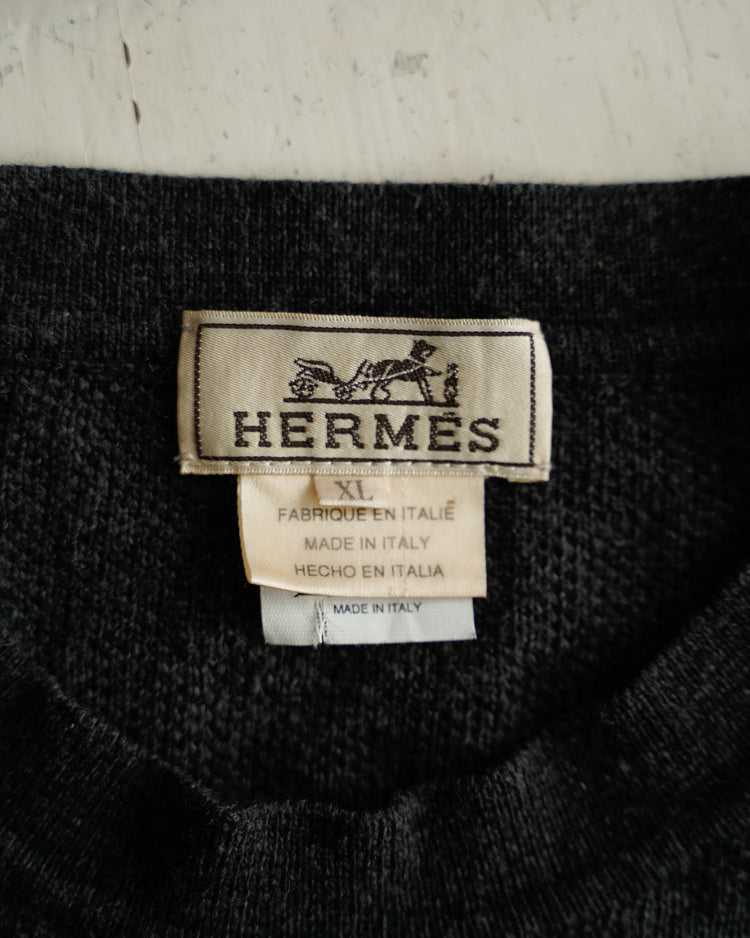 HERMÈS
XL
FABRIQUE EN ITALIE
MADE IN ITALY
HECHO EN ITALIA
MADE IN ITALY